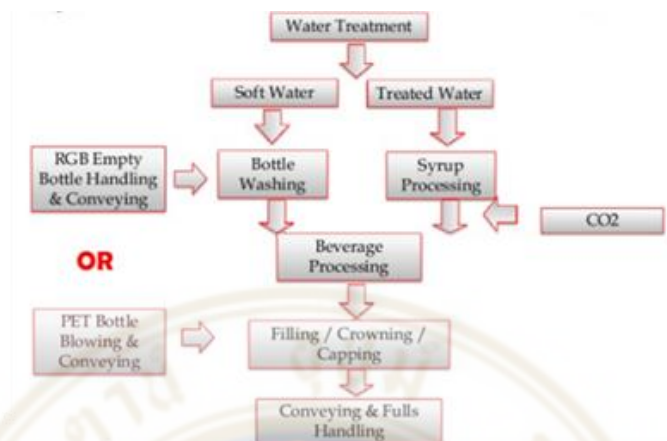 Water Treatment
Soft Water
Treated Water
RGB Empty
Bottle Handling
& Conveying
Bottle
Washing
Syrup
Processing
CO2
OR
Beverage
Processing
PET Bottle
Blowing &
Conveying
Filling / Crowning /
Capping
Conveying & Fulls
Handling